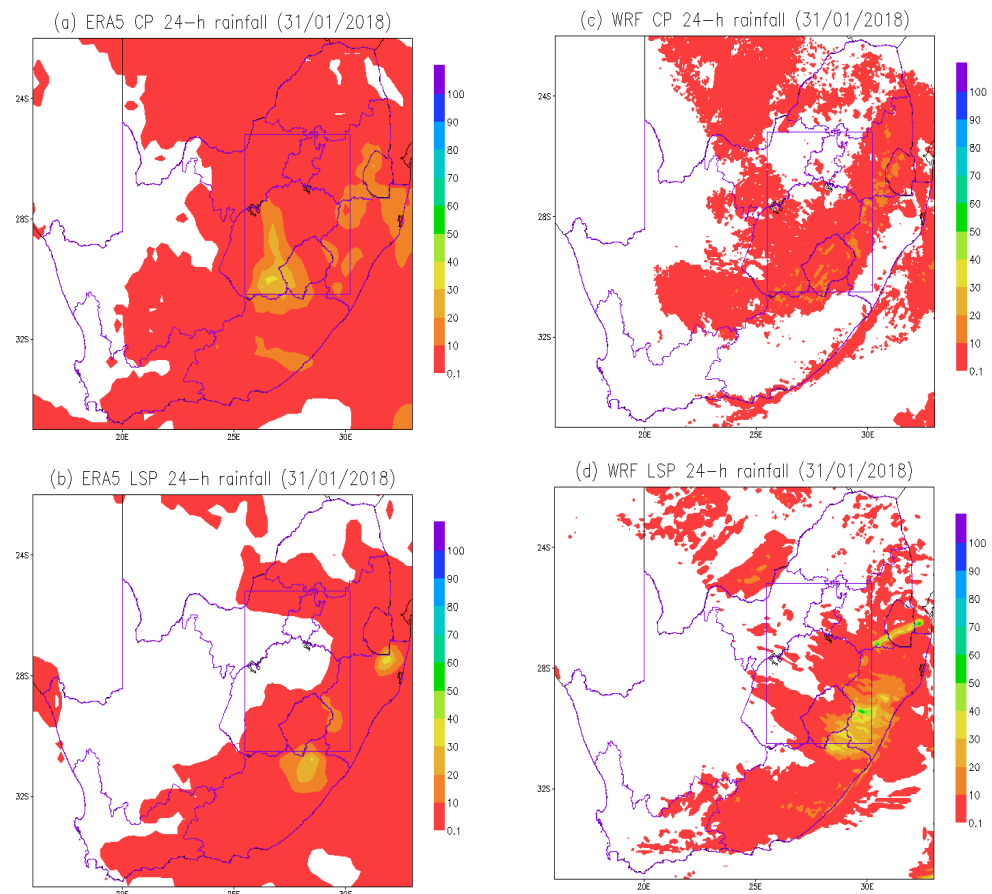 (a) ERA5 CP 24-h rainfall (31/01/2018)
24S
28S
32S
20E
25E
30E
100
90
80
70
60
50
40
30
20
10
0.1
(c) WRF CP 24-h rainfall (31/01/2018)
24S
28S
32S
20E
25E
30E
100
90
80
70
60
50
40
30
20
10
0.1
(b) ERA5 LSP 24-h rainfall (31/01/2018)
24S
28S
32S
20E
25E
30E
100
90
80
70
60
50
40
30
20
10
0.1
(d) WRF LSP 24-h rainfall (31/01/2018)
24S
28S
32S
20E
25E
30E
100
90
80
70
60
50
40
30
20
10
0.1